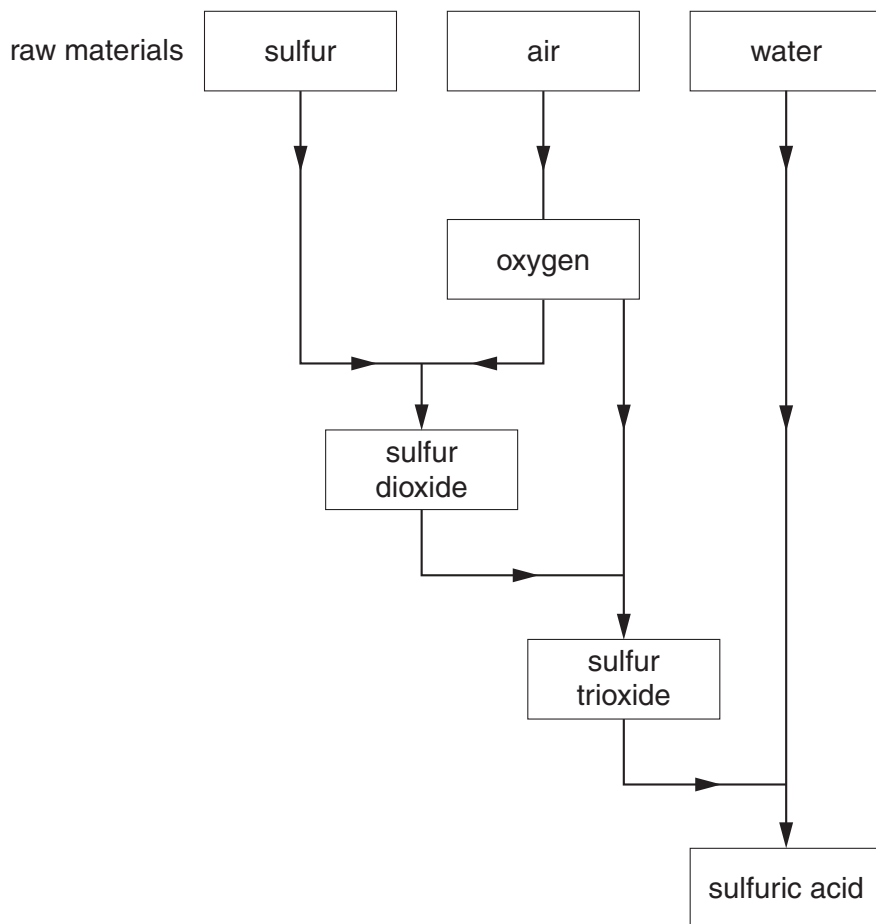 raw materials sulfur air water
oxygen
sulfur
dioxide
sulfur
trioxide
sulfuric acid